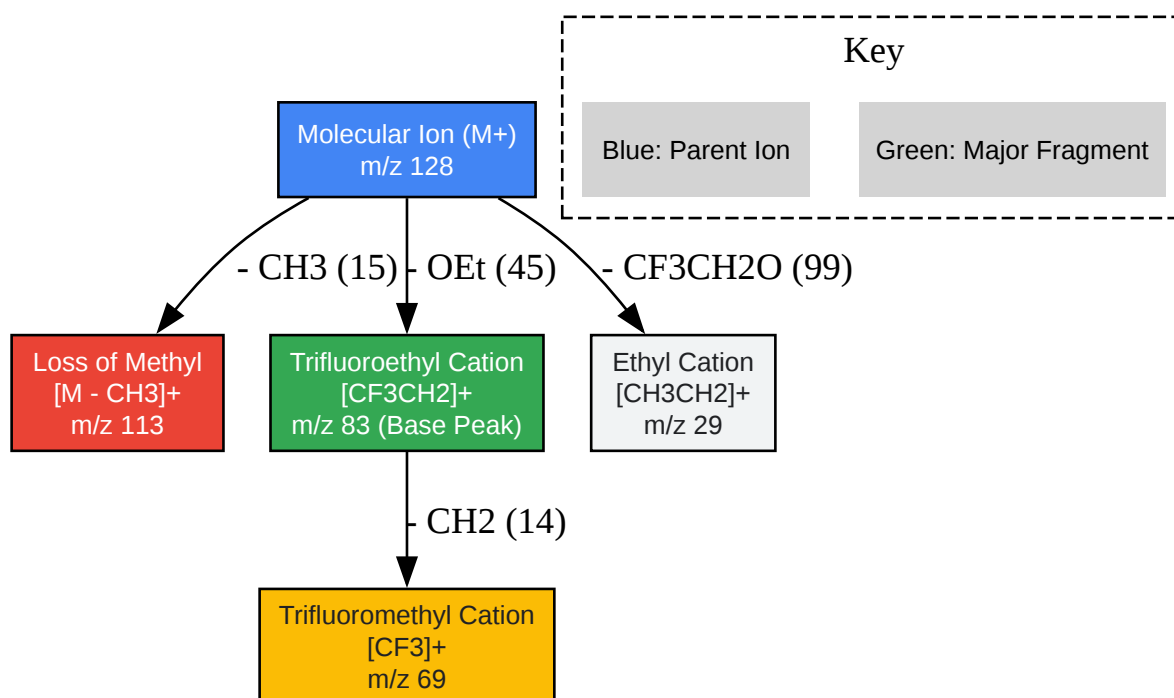 Key
Blue: Parent Ion
Green: Major Fragment
Molecular Ion (M+)
m/z 128
- CH3 (15)
- OEt (45)
- CF3CH2O (99)
Loss of Methyl
[M - CH3]+
m/z 113
Trifluoroethyl Cation
[CF3CH2]+
m/z 83 (Base Peak)
Ethyl Cation
[CH3CH2]+
m/z 29
- CH2 (14)
Trifluoromethyl Cation
[CF3]+
m/z 69